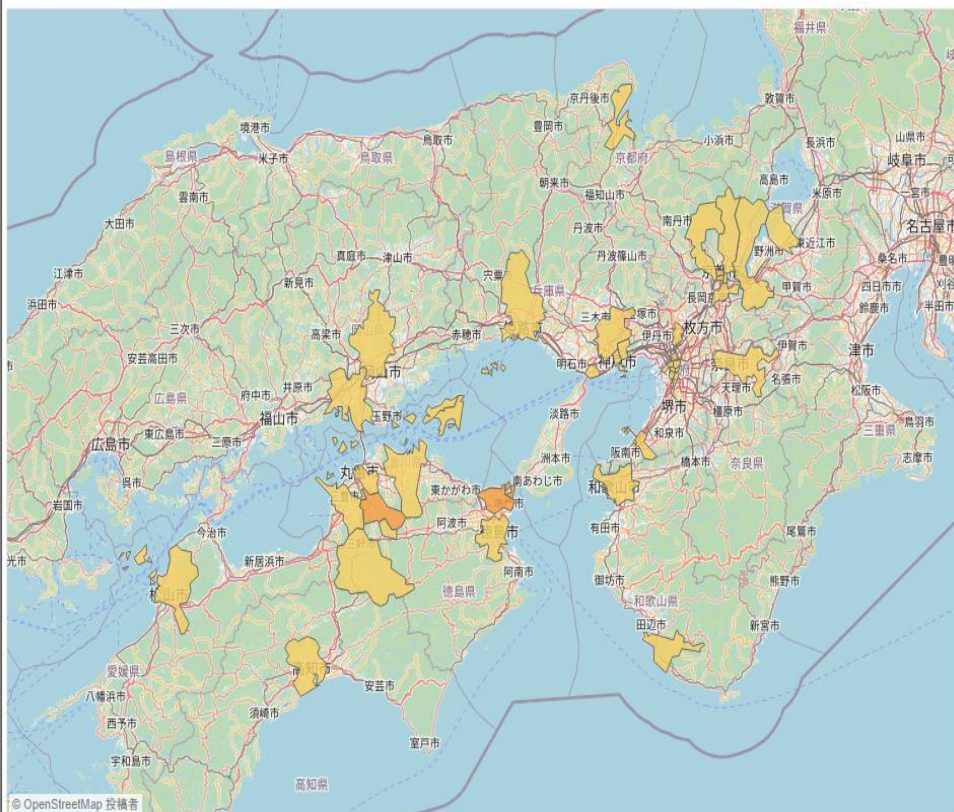 福井県
京丹後市
敦賀市
豊岡市
境港市
鳥取市
小浜市
長浜市
山県市
島根県
米子市
鳥取県
京都府
岐阜市
高島市
朝来市
福知山市
米原市
雲南市
大田市
南丹市
滋賀県
名古屋市
丹波市
野洲市
東近江市
真庭市
津山市
丹波篠山市
桑名市
江津市
宍粟市
甲賀市
四日市市
新見市
兵庫県
浜田市
三木市
枚方市
鈴鹿市
半田市
三次市
高梁市
赤穂市
伊丹市
伊賀市
津市
安芸高田市
明石市
神戸市
名張市
井原市
天理市
松阪市
府中市
広島県
玉野市
淡路市
堺市
橿原市
福山市
鳥羽市
東広島市
三原市
和泉市
三重県
広島市
阪南市
志摩市
洲本市
橋本市
奈良県
呉市
東かがわ市
南あわじ市
岩国市
和歌山市
今治市
阿波市
有田市
尾鷲市
新居浜市
阿南市
御坊市
熊野市
徳島県
和歌山県
田辺市
新宮市
愛媛県
高知市
安芸市
八幡浜市
須崎市
西予市
室戸市
宇和島市
高知県
© OpenStreetMap 投稿者